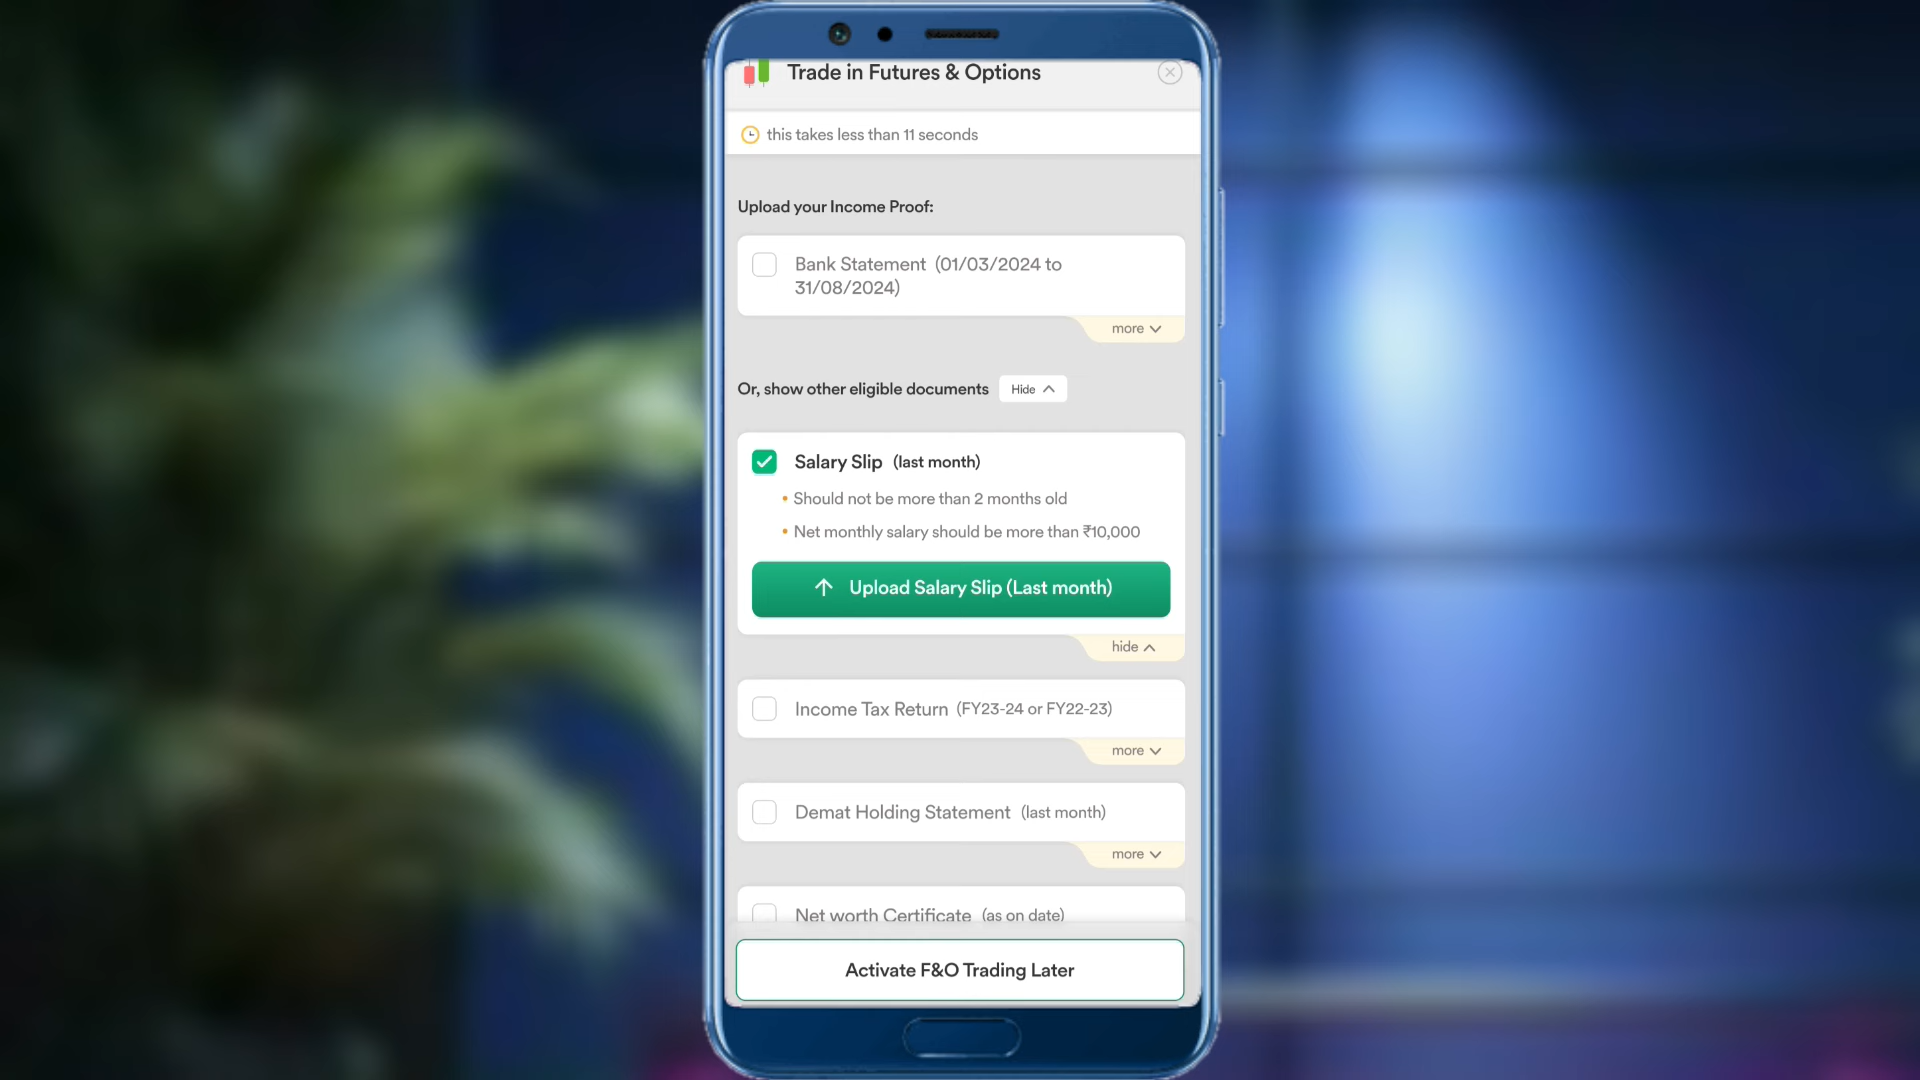 Trade in Futures & Options
this takes less than 11 seconds
Upload your Income Proof:
Bank Statement (01/03/2024 to
31/08/2024)
more
Or, show other eligible documents Hide
Salary Slip (last month)
• Should not be more than 2 months old
• Net monthly salary should be more than ₹10,000
Upload Salary Slip (Last month)
hide
Income Tax Return (FY23-24 or FY22-23)
more
Demat Holding Statement (last month)
more
Net worth Certificate (as on date)
Activate F&O Trading Later